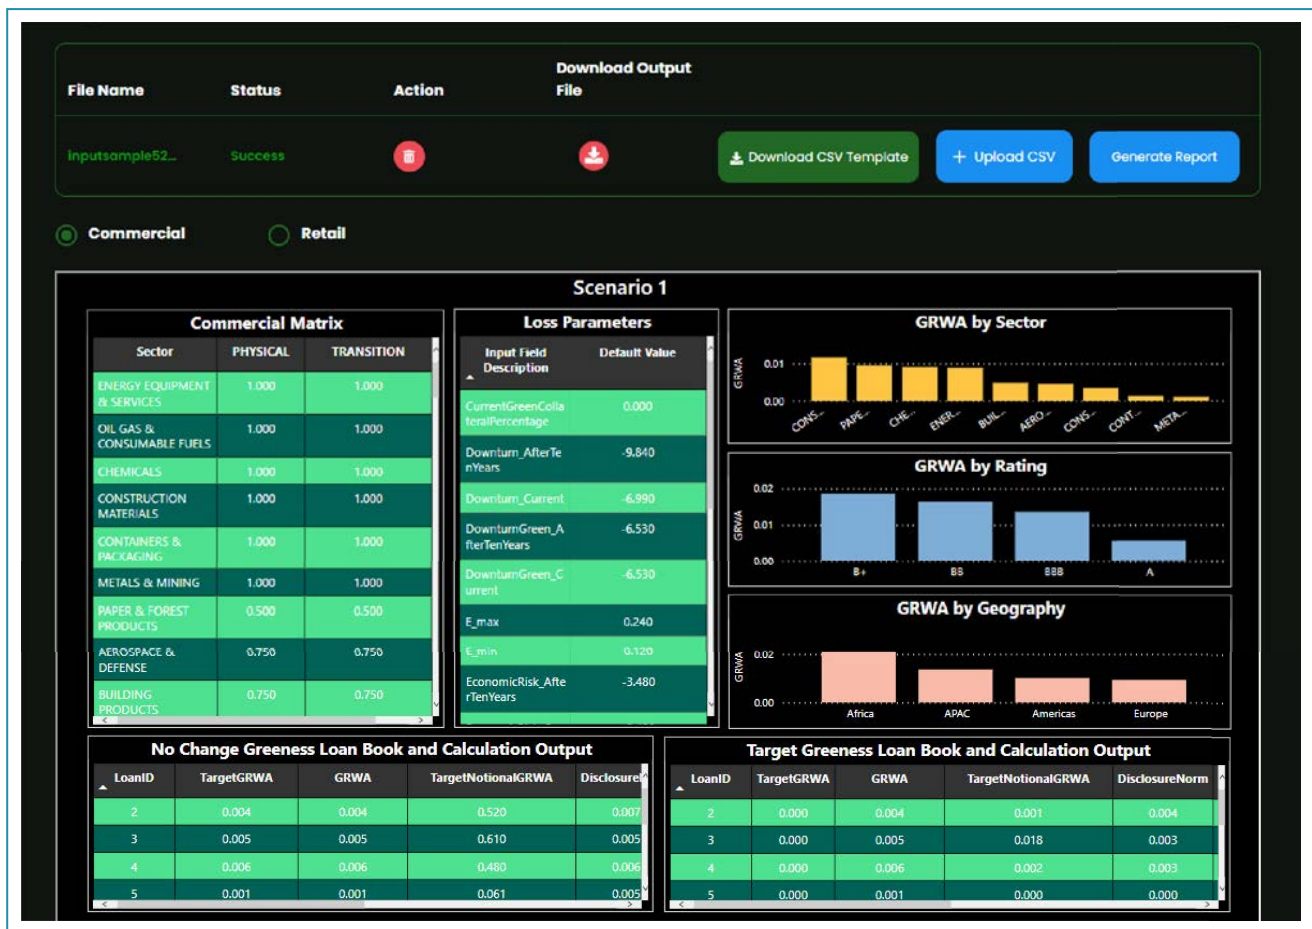 File Name Status Action Download Output File
inputsample52... Success Download CSV Template + Upload CSV Generate Report
Commercial Retail
Scenario 1
Commercial Matrix
Sector PHYSICAL TRANSITION
ENERGY EQUIPMENT & SERVICES 1.000 1.000
OIL GAS & CONSUMABLE FUELS 1.000 1.000
CHEMICALS 1.000 1.000
CONSTRUCTION MATERIALS 1.000 1.000
CONTAINERS & PACKAGING 1.000 1.000
METALS & MINING 1.000 1.000
PAPER & FOREST PRODUCTS 0.500 0.500
AEROSPACE & DEFENSE 0.750 0.750
BUILDING PRODUCTS 0.750 0.750
Loss Parameters
Input Field Description Default Value
CurrentGreenCollateralPercentage 0.000
Downturn_AfterTenYears -9.840
Downturn_Current -6.990
DownturnGreen_AfterTenYears -6.530
DownturnGreen_Current -6.530
E_max 0.240
E_min 0.120
EconomicRisk_AfterTenYears -3.480
GRWA by Sector
GRWA
0.01
0.00
CONS... PAPE... CHE... ENER... BUIL... AERO... CONS... CONT... META...
GRWA by Rating
GRWA
0.02
0.01
0.00
B+ BB BBB A
GRWA by Geography
GRWA
0.02
0.00
Africa APAC Americas Europe
No Change Greeness Loan Book and Calculation Output
LoanID TargetGRWA GRWA TargetNotionalGRWA
2 0.004 0.004 0.520 0.007
3 0.005 0.005 0.610 0.005
4 0.006 0.006 0.480 0.006
5 0.001 0.001 0.061 0.005
Target Greeness Loan Book and Calculation Output
LoanID TargetGRWA GRWA TargetNotionalGRWA DisclosureNorm
2 0.000 0.004 0.001 0.004
3 0.000 0.005 0.018 0.003
4 0.000 0.006 0.002 0.003
5 0.000 0.001 0.000 0.000